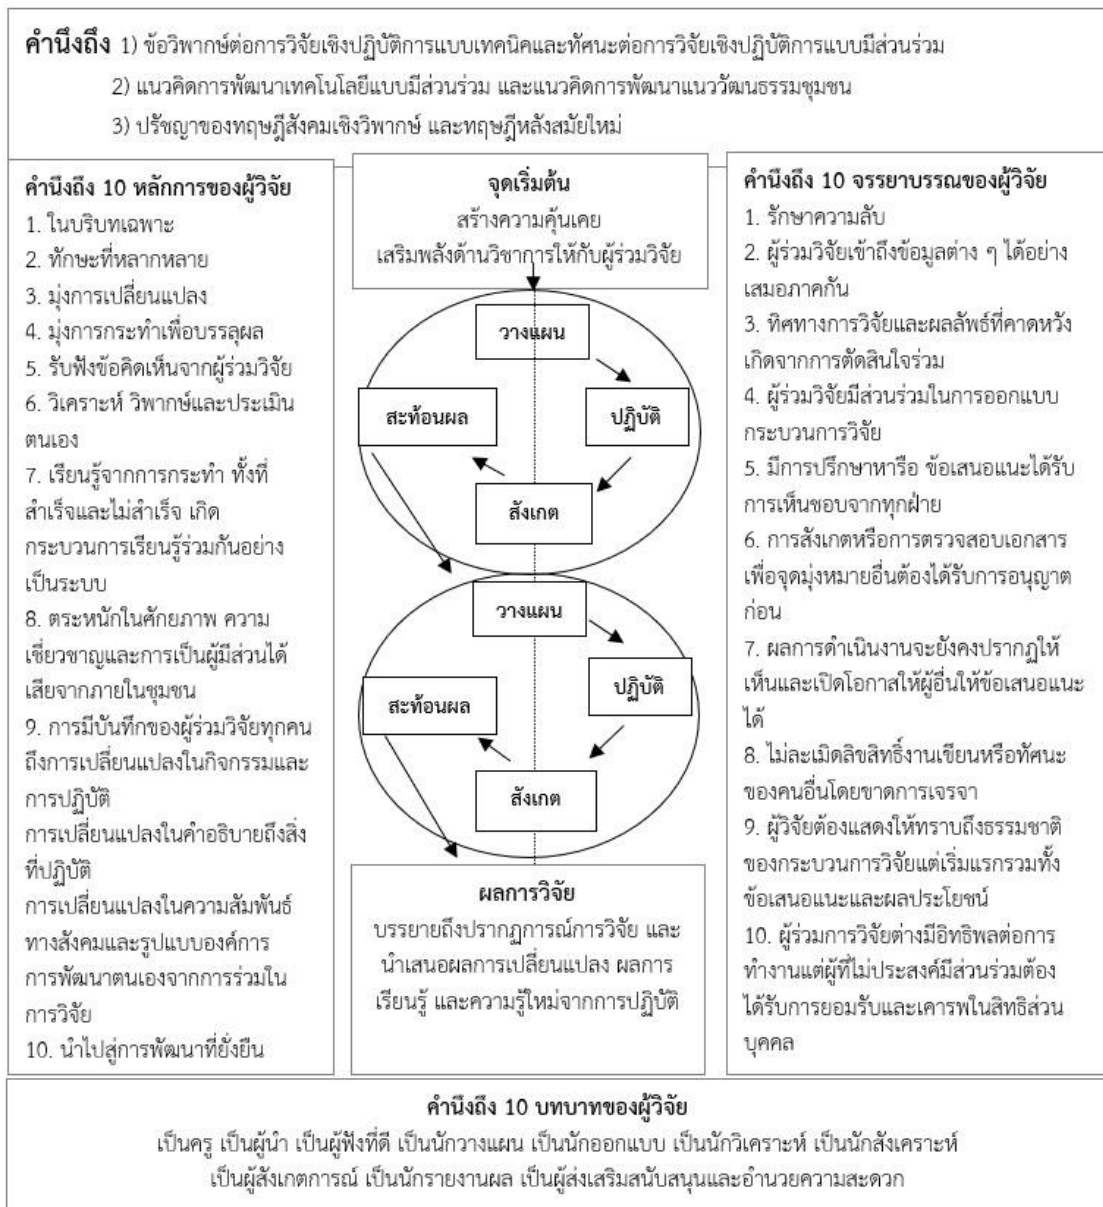 คำนึงถึง 1) ข้อวิพากษ์ต่อการวิจัยเชิงปฏิบัติการแบบเทคนิคและทัศนะต่อการวิจัยเชิงปฏิบัติการแบบมีส่วนร่วม
2) แนวคิดการพัฒนาเทคโนโลยีแบบมีส่วนร่วม และแนวคิดการพัฒนาแนววัฒนธรรมชุมชน
3) ปรัชญาของทฤษฎีสังคมเชิงวิพากษ์ และทฤษฎีหลังสมัยใหม่
คำนึงถึง 10 หลักการของผู้วิจัย
1. ในบริบทเฉพาะ
2. ทักษะที่หลากหลาย
3. มุ่งการเปลี่ยนแปลง
4. มุ่งการกระทำเพื่อบรรลุผล
5. รับฟังข้อคิดเห็นจากผู้ร่วมวิจัย
6. วิเคราะห์ วิพากษ์และประเมิน
ตนเอง
7. เรียนรู้จากการกระทำ ทั้งที่
สำเร็จและไม่สำเร็จ เกิด
กระบวนการเรียนรู้ร่วมกันอย่าง
เป็นระบบ
8. ตระหนักในศักยภาพ ความ
เชี่ยวขาญและการเป็นผู้มีส่วนได้
เสียจากภายในชุมชน
9. การมีบันทึกของผู้ร่วมวิจัยทุกคน
ถึงการเปลี่ยนแปลงในกิจกรรมและ
การปฏิบัติ
การเปลี่ยนแปลงในคำอธิบายถึงสิ่ง
ที่ปฏิบัติ
การเปลี่ยนแปลงในความสัมพันธ์
ทางสังคมและรูปแบบองค์การ
การพัฒนาตนเองจากการร่วมใน
การวิจัย
10. นำไปสู่การพัฒนาที่ยั่งยืน
จุดเริ่มต้น
สร้างความคุ้นเคย
เสริมพลังด้านวิชาการให้กับผู้ร่วมวิจัย
วางแผน
ปฏิบัติ
สะท้อนผล
สังเกต
วางแผน
ปฏิบัติ
สะท้อนผล
สังเกต
ผลการวิจัย
บรรยายถึงปรากฏการณ์การวิจัย และ
นำเสนอผลการเปลี่ยนแปลง ผลการ
เรียนรู้ และความรู้ใหม่จากการปฏิบัติ
คำนึงถึง 10 จรรยาบรรณของผู้วิจัย
1. รักษาความลับ
2. ผู้ร่วมวิจัยเข้าถึงข้อมูลต่าง ๆ ได้อย่าง
เสมอภาคกัน
3. ทิศทางการวิจัยและผลลัพธ์ที่คาดหวัง
เกิดจากการตัดสินใจร่วม
4. ผู้ร่วมวิจัยมีส่วนร่วมในการออกแบบ
กระบวนการวิจัย
5. มีการปรึกษาหารือ ข้อเสนอแนะได้รับ
การเห็นชอบจากทุกฝ่าย
6. การสังเกตหรือการตรวจสอบเอกสาร
เพื่อจุดมุ่งหมายอื่นต้องได้รับการอนุญาต
ก่อน
7. ผลการดำเนินงานจะยังคงปรากฏให้
เห็นและเปิดโอกาสให้ผู้อื่นให้ข้อเสนอแนะ
ได้
8. ไม่ละเมิดลิขสิทธิ์งานเขียนหรือทัศนะ
ของคนอื่นโดยขาดการเจรจา
9. ผู้วิจัยต้องแสดงให้ทราบถึงธรรมชาติ
ของกระบวนการวิจัยแต่เริ่มแรกรวมทั้ง
ข้อเสนอแนะและผลประโยชน์
10. ผู้ร่วมการวิจัยต่างมีอิทธิพลต่อการ
ทำงานแต่ผู้ที่ไม่ประสงค์มีส่วนร่วมต้อง
ได้รับการยอมรับและเคารพในสิทธิส่วน
บุคคล
คำนึงถึง 10 บทบาทของผู้วิจัย
เป็นครู เป็นผู้นำ เป็นผู้ฟังที่ดี เป็นนักวางแผน เป็นนักออกแบบ เป็นนักวิเคราะห์ เป็นนักสังเคราะห์
เป็นผู้สังเกตการณ์ เป็นนักรายงานผล เป็นผู้ส่งเสริมสนับสนุนและอำนวยความสะดวก